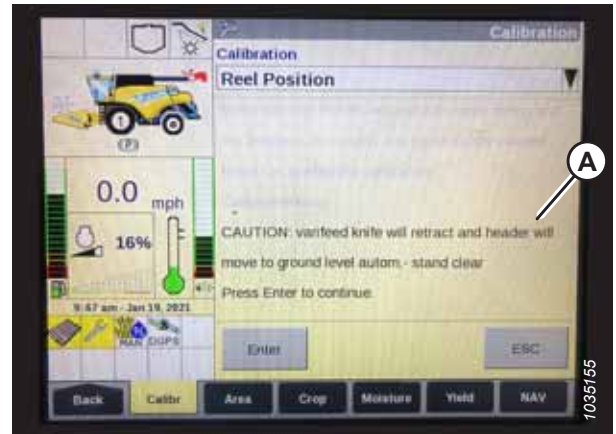 Calibration
Calibration
Reel Position
A
1
(P)
0.0 mph
16%
CAUTION: varifeed knife will retract and header will
move to ground level autom.- stand clear
Press Enter to continue.
9:47 am - Jan 19, 2021
MAN DGPS
Enter
ESC
Back
Calibr
Area
Crop
Moisture
Yield
NAV
1035155